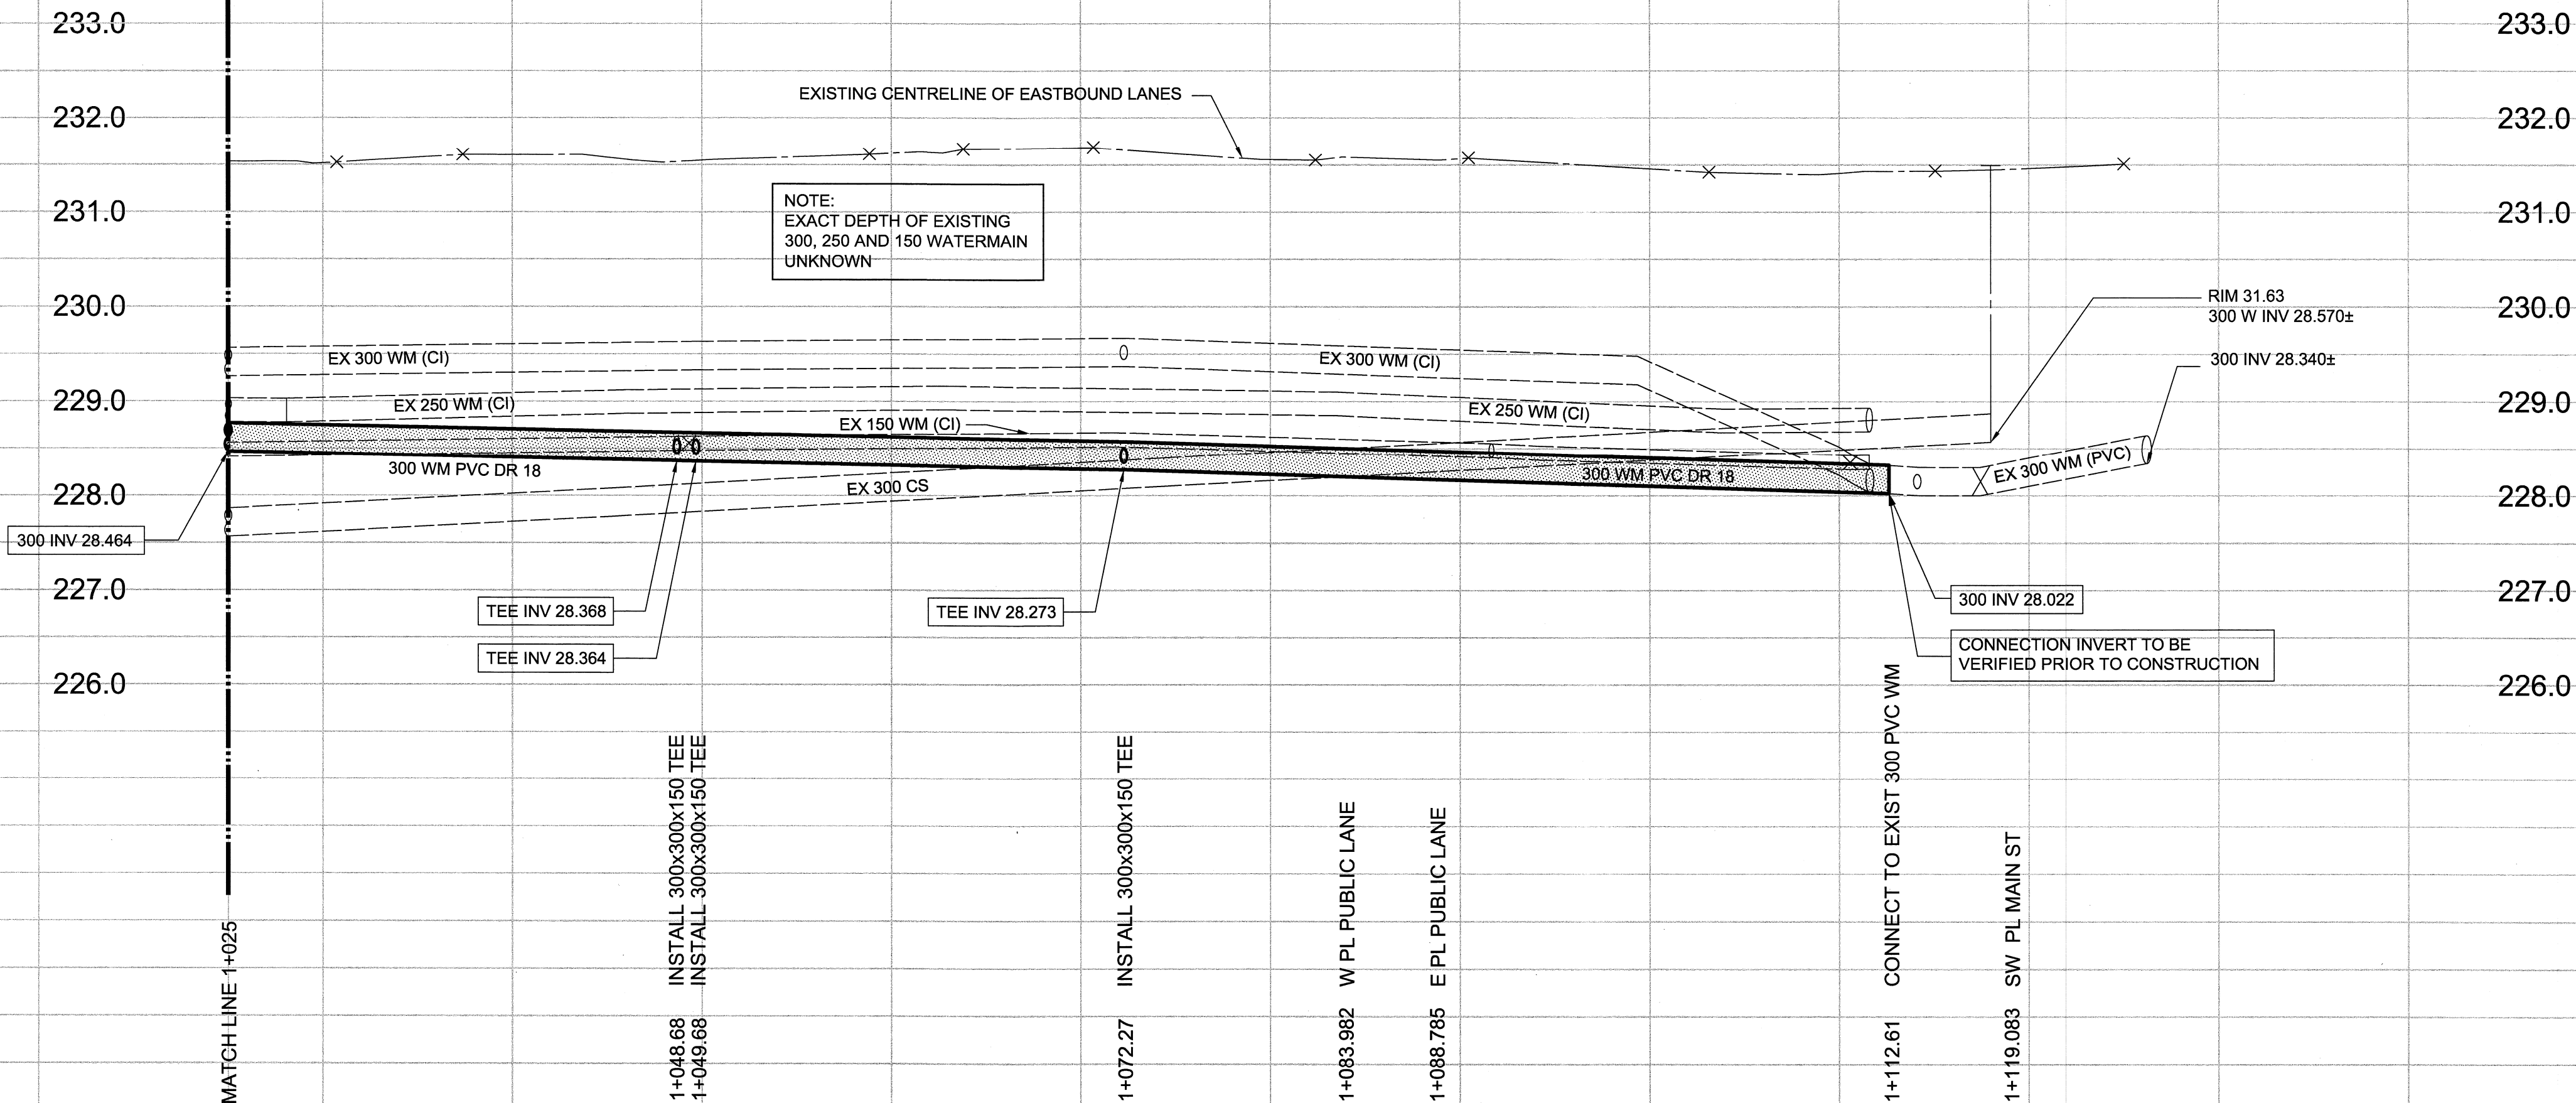 233.0
233.0
EXISTING CENTRELINE OF EASTBOUND LANES
232.0
232.0
NOTE:
EXACT DEPTH OF EXISTING
300, 250 AND 150 WATERMAIN
UNKNOWN
231.0
231.0
230.0
230.0
RIM 31.63
300 W INV 28.570±
300 INV 28.340±
EX 300 WM (CI)
EX 300 WM (CI)
229.0
229.0
EX 250 WM (CI)
EX 250 WM (CI)
EX 150 WM (CI)
300 WM PVC DR 18
300 WM PVC DR 18
EX 300 WM (PVC)
EX 300 CS
228.0
228.0
300 INV 28.464
227.0
227.0
TEE INV 28.368
TEE INV 28.273
300 INV 28.022
TEE INV 28.364
CONNECTION INVERT TO BE
VERIFIED PRIOR TO CONSTRUCTION
226.0
226.0
MATCH LINE 1+025
1+048.68 INSTALL 300x300x150 TEE
1+049.68 INSTALL 300x300x150 TEE
1+072.27 INSTALL 300x300x150 TEE
1+083.982 W PL PUBLIC LANE
1+088.785 E PL PUBLIC LANE
1+112.61 CONNECT TO EXIST 300 PVC WM
1+119.083 SW PL MAIN ST